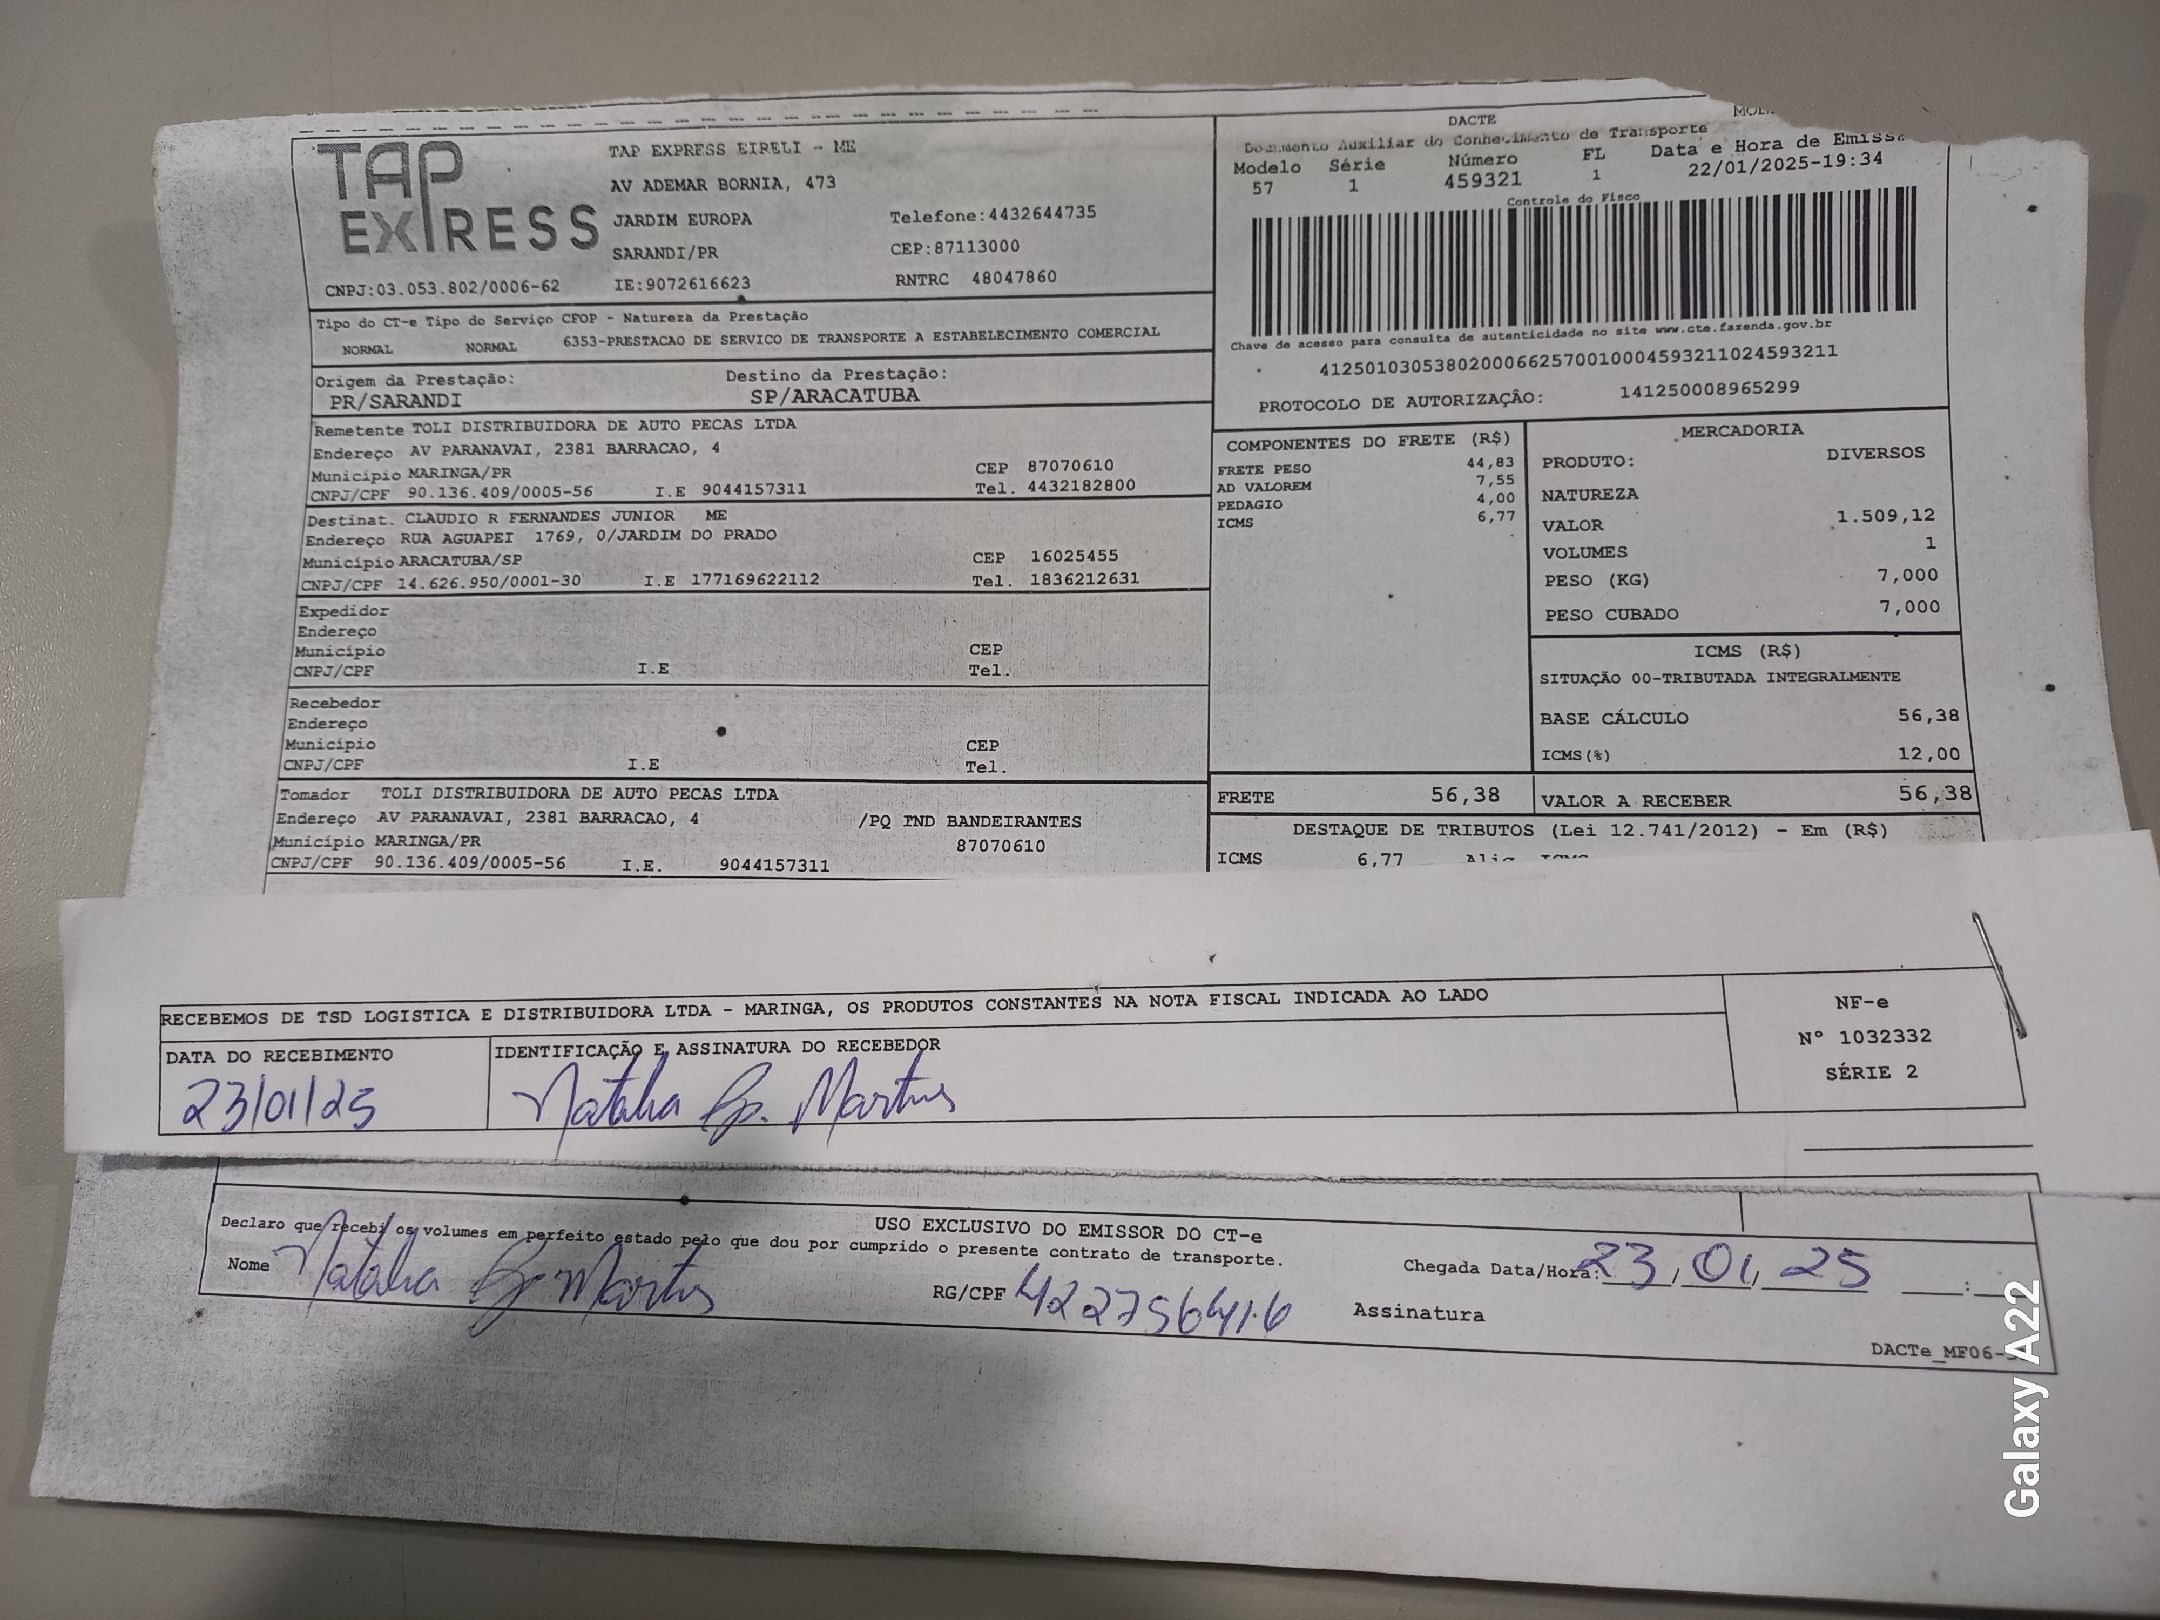 TAP EXPRESS
TAP EXPRESS EIRELI - ME
AV ADEMAR BORNIA, 473
JARDIM EUROPA Telefone:4432644735
SARANDI/PR CEP:87113000
CNPJ:03.053.802/0006-62 IE:9072616623 RNTRC 48047860
Tipo do CT-e Tipo do Serviço CFOP - Natureza da Prestação
NORMAL NORMAL 6353-PRESTACAO DE SERVICO DE TRANSPORTE A ESTABELECIMENTO COMERCIAL
Origem da Prestação: Destino da Prestação:
PR/SARANDI SP/ARACATUBA
Remetente TOLI DISTRIBUIDORA DE AUTO PECAS LTDA
Endereço AV PARANAVAI, 2381 BARRACAO, 4
Município MARINGA/PR CEP 87070610
CNPJ/CPF 90.136.409/0005-56 I.E 9044157311 Tel. 4432182800
Destinat. CLAUDIO R FERNANDES JUNIOR ME
Endereço RUA AGUAPEI 1769, 0/JARDIM DO PRADO
Município ARACATUBA/SP CEP 16025455
CNPJ/CPF 14.626.950/0001-30 I.E 177169622112 Tel. 1836212631
Expedidor
Endereço
Município CEP
CNPJ/CPF I.E Tel.
Recebedor
Endereço
Município CEP
CNPJ/CPF I.E Tel.
Tomador TOLI DISTRIBUIDORA DE AUTO PECAS LTDA
Endereço AV PARANAVAI, 2381 BARRACAO, 4 /PQ IND BANDEIRANTES
Município MARINGA/PR 87070610
CNPJ/CPF 90.136.409/0005-56 I.E. 9044157311
DACTE
Documento Auxiliar do Conhecimento de Transporte
Modelo Série Número FL Data e Hora de Emiss
57 1 459321 1 22/01/2025-19:34
Controle do Fisco
Chave de acesso para consulta de autenticidade no site www.cte.fazenda.gov.br
41250103053802000662570010004593211024593211
PROTOCOLO DE AUTORIZAÇÃO: 141250008965299
COMPONENTES DO FRETE (R$)
FRETE PESO 44,83
AD VALOREM 7,55
PEDAGIO 4,00
ICMS 6,77
MERCADORIA
PRODUTO: DIVERSOS
NATUREZA
VALOR 1.509,12
VOLUMES 1
PESO (KG) 7,000
PESO CUBADO 7,000
ICMS (R$)
SITUAÇÃO 00-TRIBUTADA INTEGRALMENTE
BASE CÁLCULO 56,38
ICMS(%) 12,00
FRETE 56,38 VALOR A RECEBER 56,38
DESTAQUE DE TRIBUTOS (Lei 12.741/2012) - Em (R$)
ICMS 6,77
RECEBEMOS DE TSD LOGISTICA E DISTRIBUIDORA LTDA - MARINGA, OS PRODUTOS CONSTANTES NA NOTA FISCAL INDICADA AO LADO
DATA DO RECEBIMENTO IDENTIFICAÇÃO E ASSINATURA DO RECEBEDOR
23/01/25 Natalia Martins
NF-e
Nº 1032332
SÉRIE 2
USO EXCLUSIVO DO EMISSOR DO CT-e
Declaro que recebi os volumes em perfeito estado pelo que dou por cumprido o presente contrato de transporte.
Nome Natalia Martins RG/CPF Chegada Data/Hora: 23/01/25 :
Assinatura
DACTe_MF06-
Galaxy A22